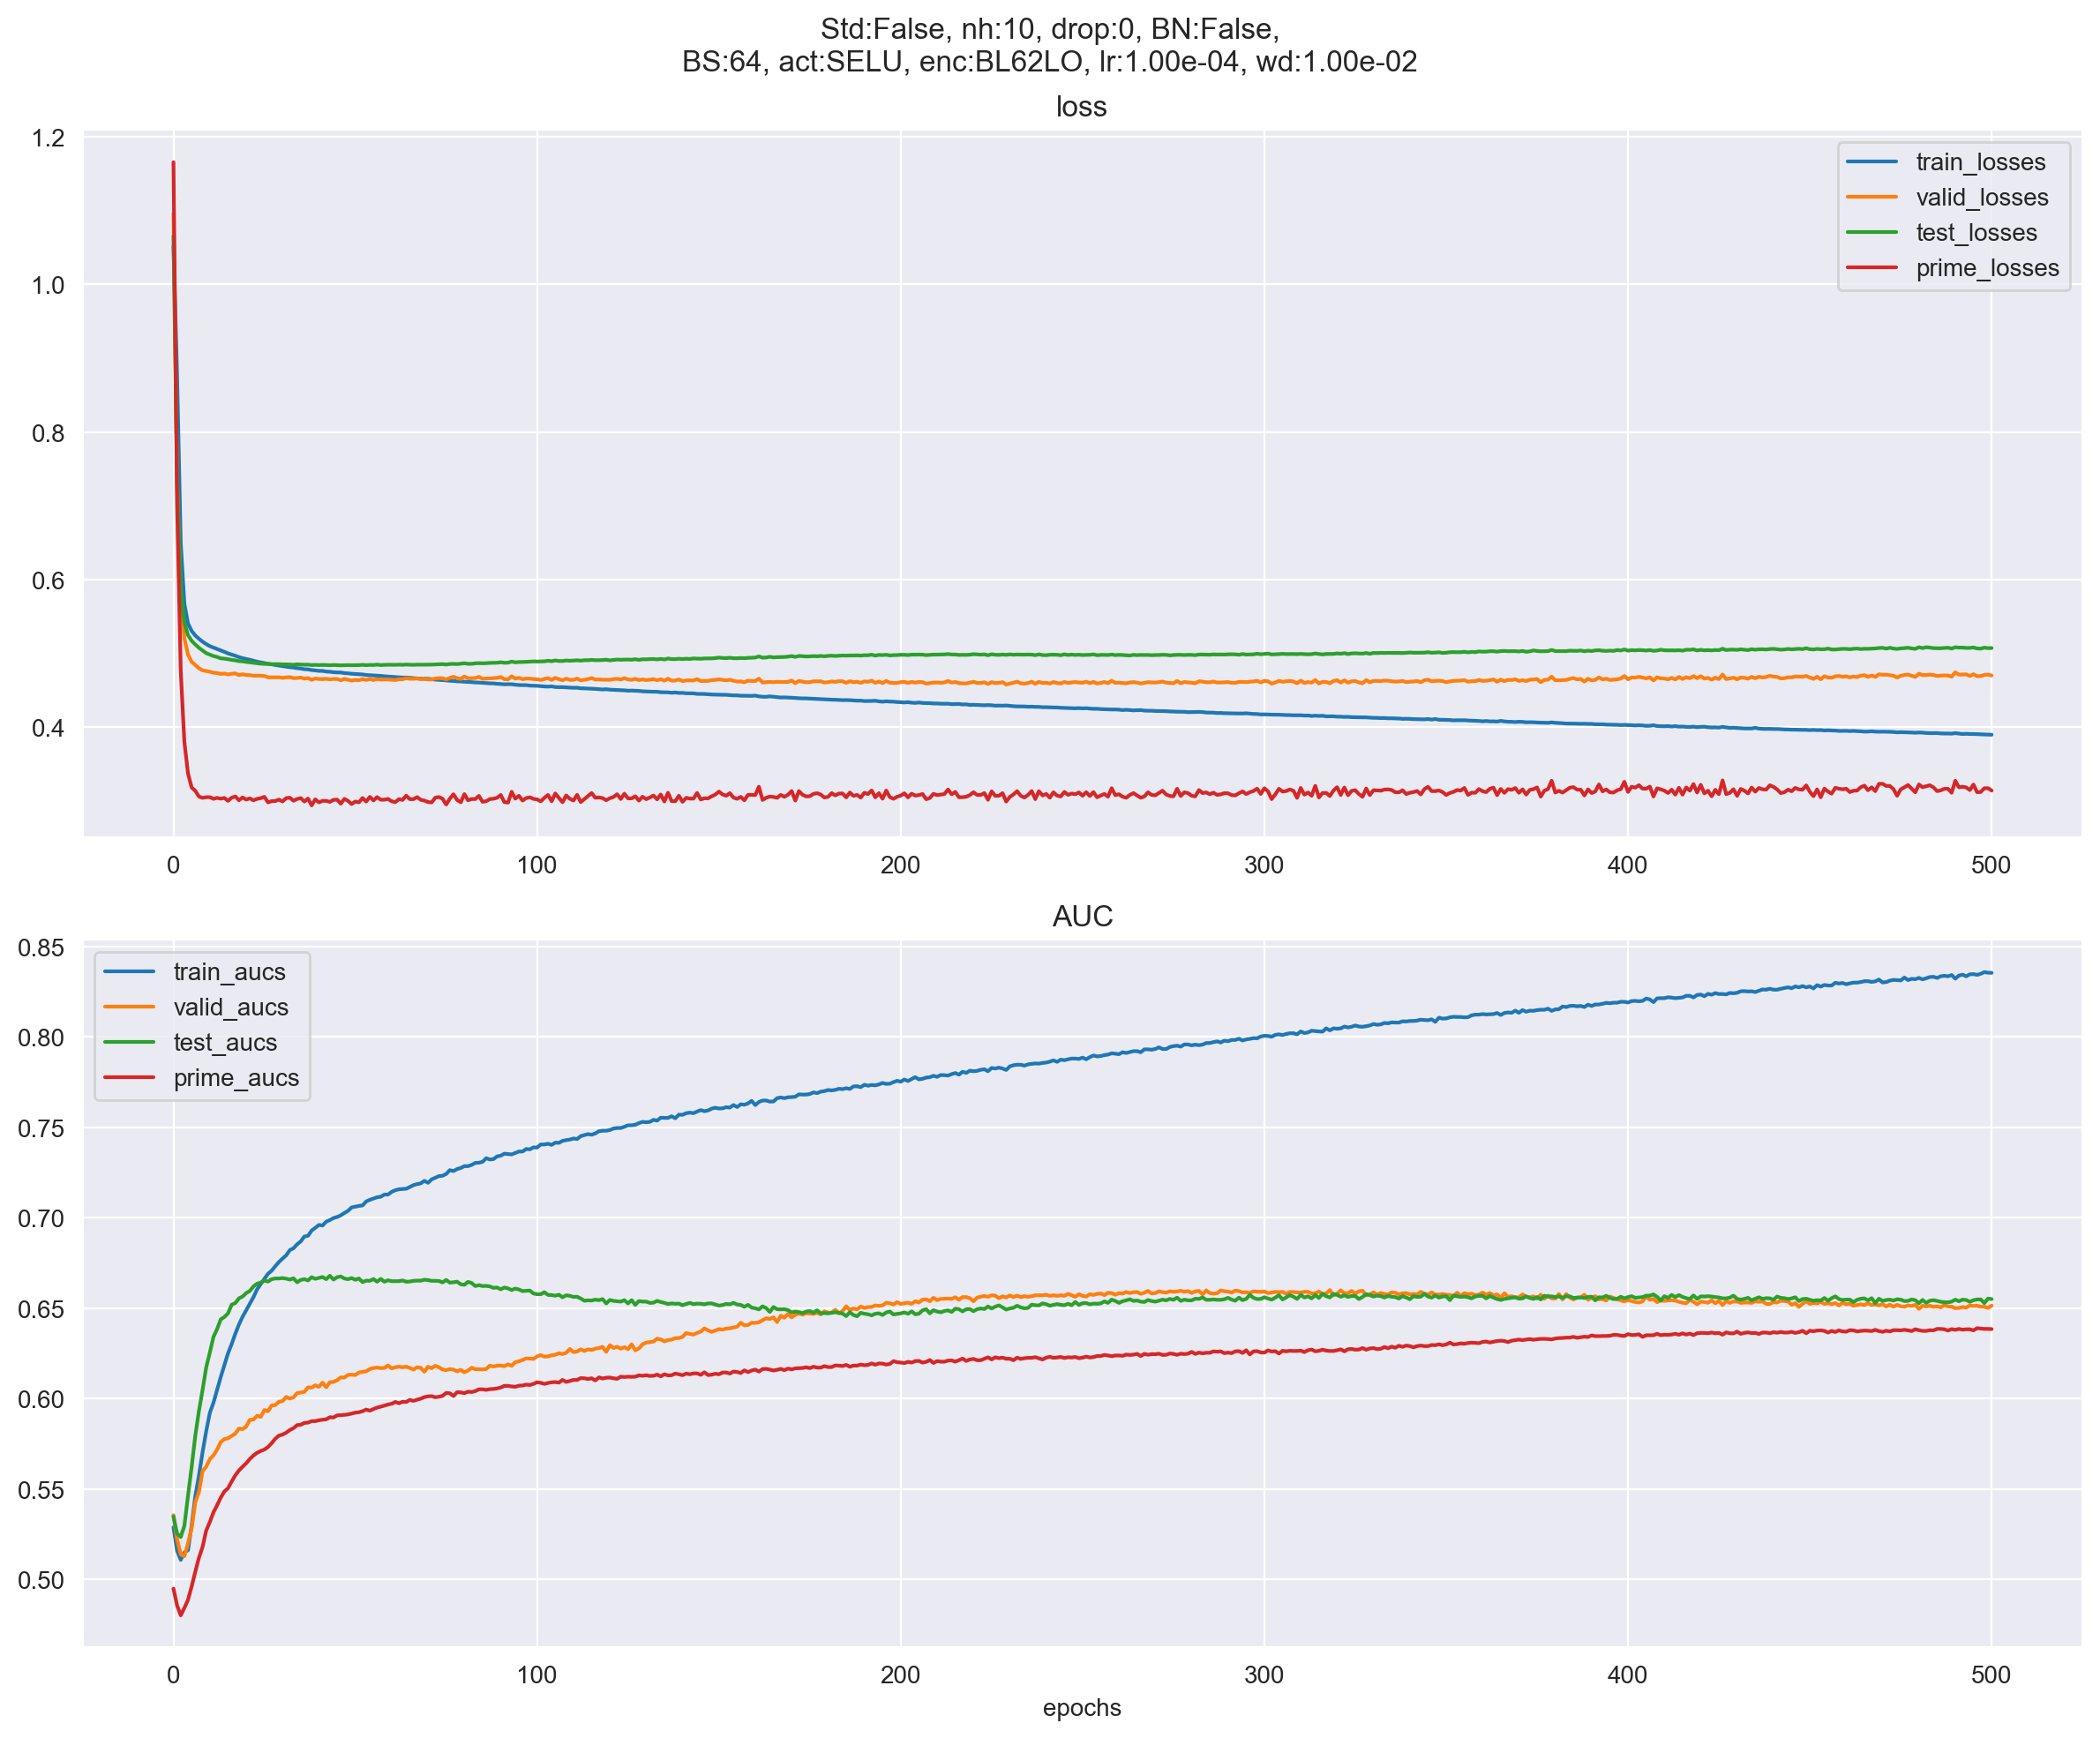 Std:False, nh:10, drop:0, BN:False,
BS:64, act:SELU, enc:BL62LO, lr:1.00e-04, wd:1.00e-02
loss
1.2
1.0
0.8
0.6
0.4
train_losses
valid_losses
test_losses
prime_losses
0 100 200 300 400 500
AUC
0.85
0.80
0.75
0.70
0.65
0.60
0.55
0.50
train_aucs
valid_aucs
test_aucs
prime_aucs
0 100 200 300 400 500
epochs